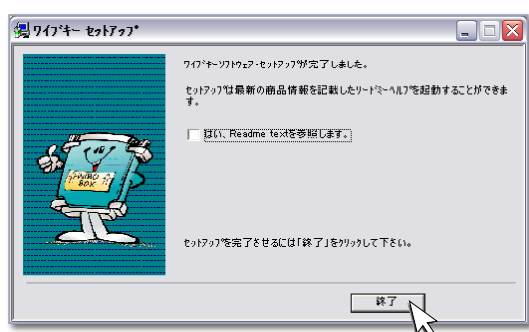 ワイプキー セットアップ
ワイプキーソフトウェア・セットアップが完了しました。
セットアップは最新の商品情報を記載したリードミーヘルプを起動することができま
す。
はい、Readme textを参照します。
セットアップを完了させるには「終了」をクリックして下さい。
終了